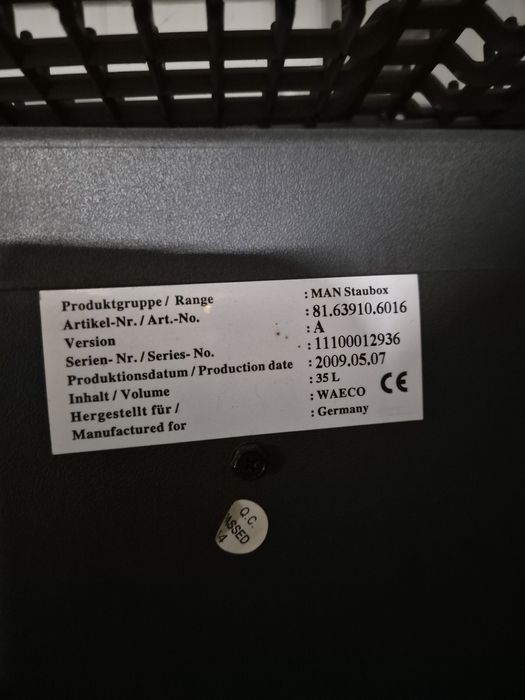 Produktgruppe / Range : MAN Staubox
Artikel-Nr. / Art.-No. : 81.63910.6016
Version : A
Serien- Nr. / Series- No. : 11100012936
Produktionsdatum / Production date : 2009.05.07
Inhalt / Volume : 35 L
Hergestellt für / : WAECO
Manufactured for : Germany
CE
Q.C.
PASSED